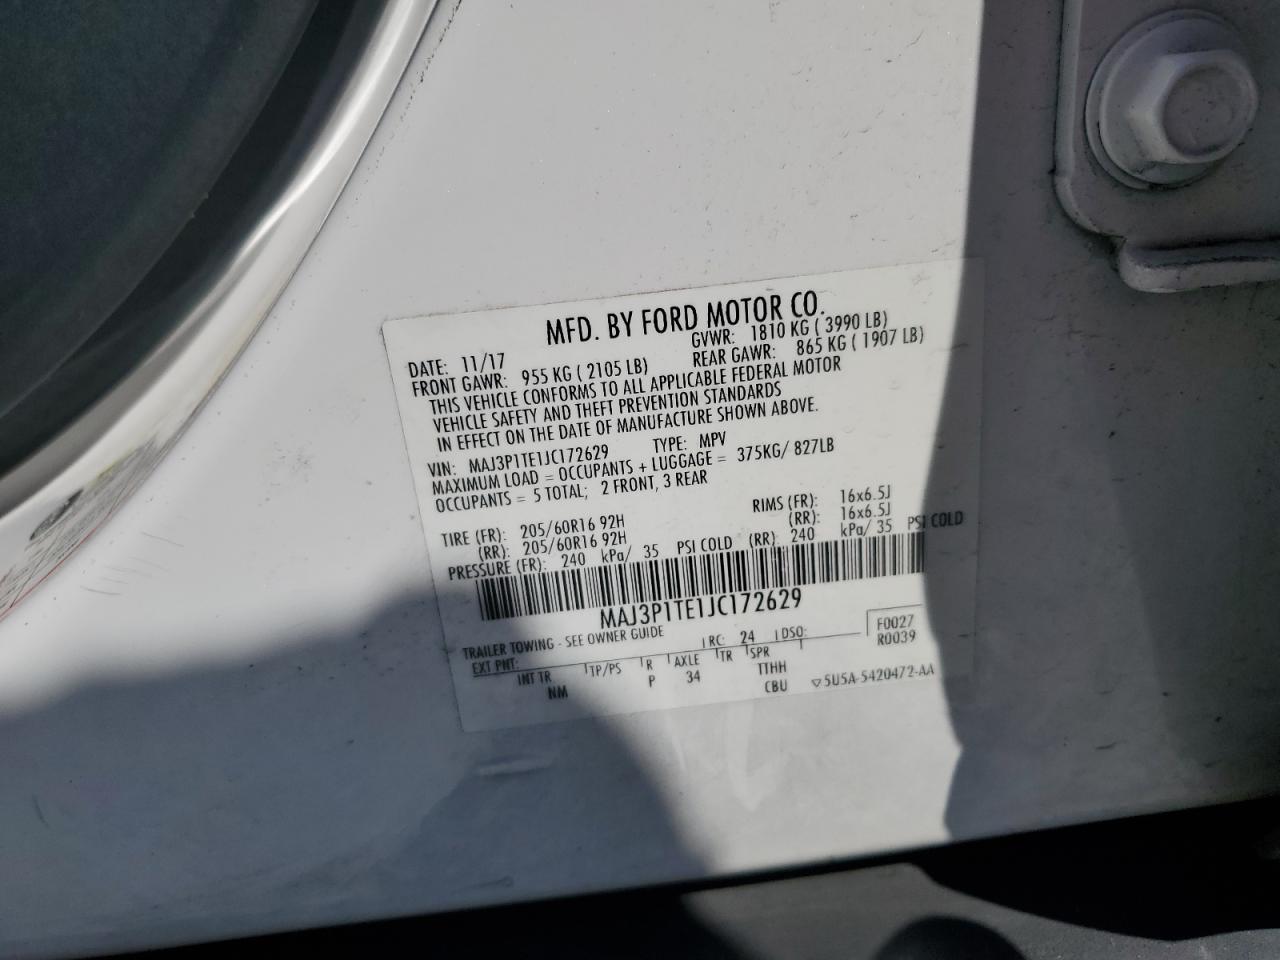 MFD. BY FORD MOTOR CO.
DATE: 11/17 GVWR: 1810 KG ( 3990 LB)
FRONT GAWR: 955 KG ( 2105 LB) REAR GAWR: 865 KG ( 1907 LB)
THIS VEHICLE CONFORMS TO ALL APPLICABLE FEDERAL MOTOR
VEHICLE SAFETY AND THEFT PREVENTION STANDARDS
IN EFFECT ON THE DATE OF MANUFACTURE SHOWN ABOVE.
VIN: MAJ3P1TE1JC172629 TYPE: MPV
MAXIMUM LOAD = OCCUPANTS + LUGGAGE = 375KG/ 827LB
OCCUPANTS = 5 TOTAL; 2 FRONT, 3 REAR
TIRE (FR): 205/60R16 92H RIMS (FR): 16x6.5J
(RR): 205/60R16 92H (RR): 16x6.5J
PRESSURE (FR): 240 kPa/ 35 PSI COLD (RR): 240 kPa/ 35 PSI COLD
MAJ3P1TE1JC172629
TRAILER TOWING - SEE OWNER GUIDE
EXT PNT: RC: 24 DSO: F0027
R0039
INT TR TP/PS R AXLE TR SPR
NM P 34 TTHH
CBU 5U5A-5420472-AA